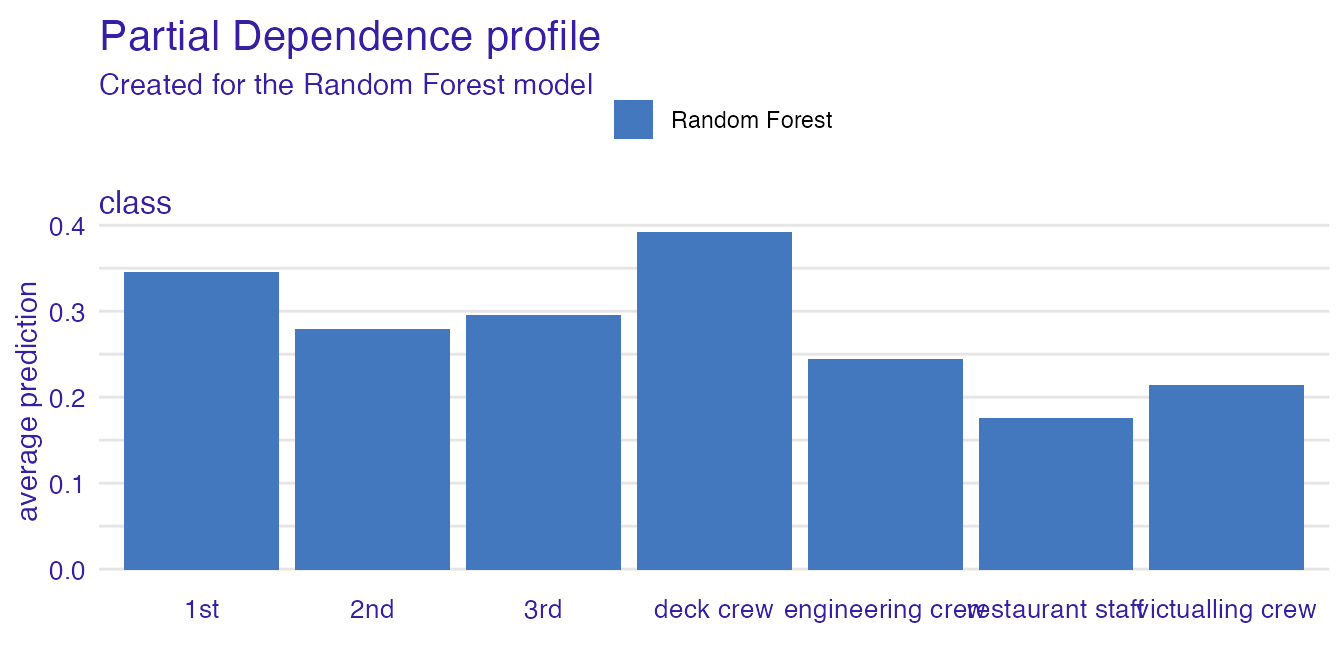 Partial Dependence profile
Created for the Random Forest model
Random Forest
class
0.4
0.3
0.2
0.1
0.0
average prediction
1st 2nd 3rd deck crew engineering crew restaurant staff victualling crew